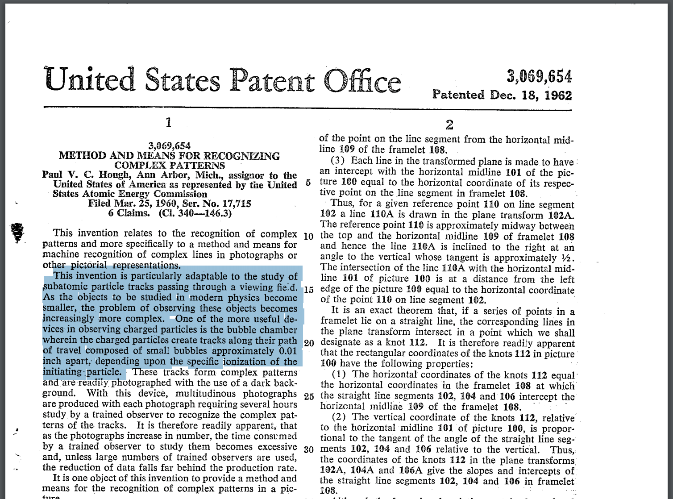 United States Patent Office
3,069,654
Patented Dec. 18, 1962
1
3,069,654
METHOD AND MEANS FOR RECOGNIZING
COMPLEX PATTERNS
Paul V. C. Hough, Ann Arbor, Mich., assignor to the
United States of America as represented by the United
States Atomic Energy Commission
Filed Mar. 25, 1960, Ser. No. 17,715
6 Claims. (Cl. 340—146.3)
This invention relates to the recognition of complex
patterns and more specifically to a method and means for
machine recognition of complex lines in photographs or
other pictorial representations.
This invention is particularly adaptable to the study of
subatomic particle tracks passing through a viewing field.
As the objects to be studied in modern physics become
smaller, the problem of observing these objects becomes
increasingly more complex. One of the more useful de-
vices in observing charged particles is the bubble chamber
wherein the charged particles create tracks along their path
of travel composed of small bubbles approximately 0.01
inch apart, depending upon the specific ionization of the
initiating particle. These tracks form complex patterns
and are readily photographed with the use of a dark back-
ground. With this device, multitudinous photographs
are produced with each photograph requiring several hours
study by a trained observer to recognize the complex pat-
terns of the tracks. It is therefore readily apparent, that
as the photographs increase in number, the time consumed
by a trained observer to study them becomes excessive
and, unless large numbers of trained observers are used,
the reduction of data falls far behind the production rate.
It is one object of this invention to provide a method and
means for the recognition of complex patterns in a pic-
ture.
5
10
15
20
25
30
2
of the point on the line segment from the horizontal mid-
line 109 of the framelet 108.
(3) Each line in the transformed plane is made to have
an intercept with the horizontal midline 101 of the pic-
ture 100 equal to the horizontal coordinate of its respec-
tive point on the line segment in framelet 108.
Thus, for a given reference point 110 on line segment
102 a line 110A is drawn in the plane transform 102A.
The reference point 110 is approximately midway between
the top and the horizontal midline 109 of framelet 108
and hence the line 110A is inclined to the right at an
angle to the vertical whose tangent is approximately ½.
The intersection of the line 110A with the horizontal mid-
line 101 of picture 100 is at a distance from the left
edge of the picture 100 equal to the horizontal coordinate
of the point 110 on line segment 102.
It is an exact theorem that, if a series of points in a
framelet lie on a straight line, the corresponding lines in
the plane transform intersect in a point which we shall
designate as a knot 112. It is therefore readily apparent
that the rectangular coordinates of the knots 112 in picture
100 have the following properties:
(1) The horizontal coordinates of the knots 112 equal
the horizontal coordinates in the framelet 108 at which
the straight line segments 102, 104 and 106 intercept the
horizontal midline 109 of the framelet 108.
(2) The vertical coordinate of the knots 112, relative
to the horizontal midline 101 of picture 100, is propor-
tional to the tangent of the angle of the straight line seg-
ments 102, 104 and 106 relative to the vertical. Thus,
the coordinates of the knots 112 in the plane transforms
102A, 104A and 106A give the slopes and intercepts of
the straight line segments 102, 104 and 106 in framelet
108.